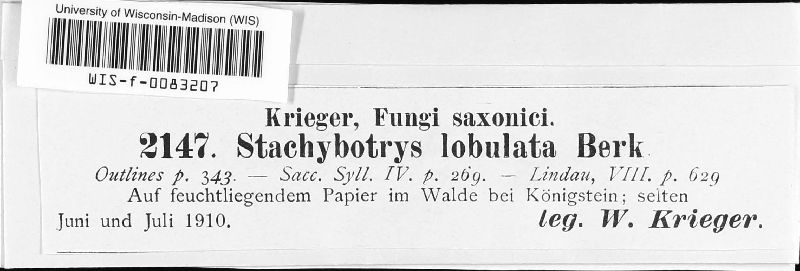 University of Wisconsin-Madison (WIS)
WIS-f-0083207
Krieger, Fungi saxonici.
2147. Stachybotrys lobulata Berk
Outlines p. 343. — Sacc. Syll. IV. p. 269. — Lindau, VIII. p. 629
Auf feuchtliegendem Papier im Walde bei Königstein; selten
Juni und Juli 1910. leg. W. Krieger.